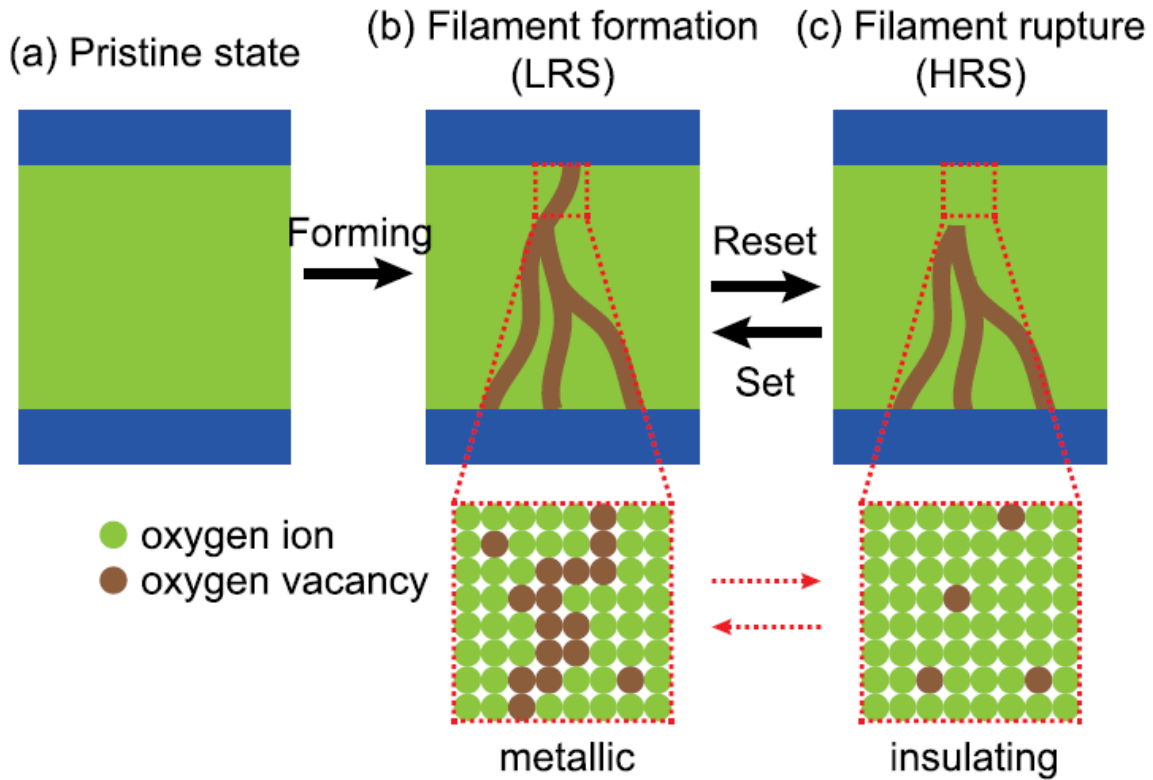 (a) Pristine state
(b) Filament formation
(LRS)
(c) Filament rupture
(HRS)
Forming
Reset
Set
oxygen ion
oxygen vacancy
metallic
insulating